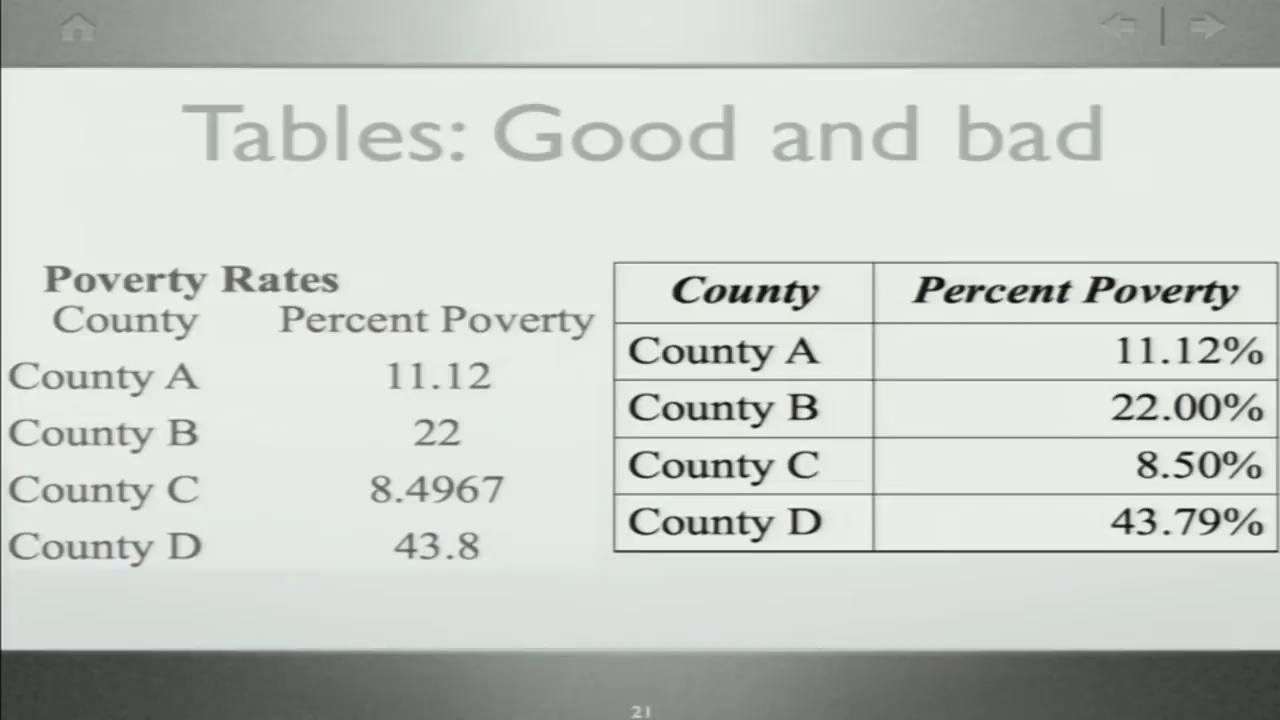 Tables: Good and bad
Poverty Rates
County Percent Poverty
County A 11.12
County B 22
County C 8.4967
County D 43.8
County Percent Poverty
County A 11.12%
County B 22.00%
County C 8.50%
County D 43.79%
21